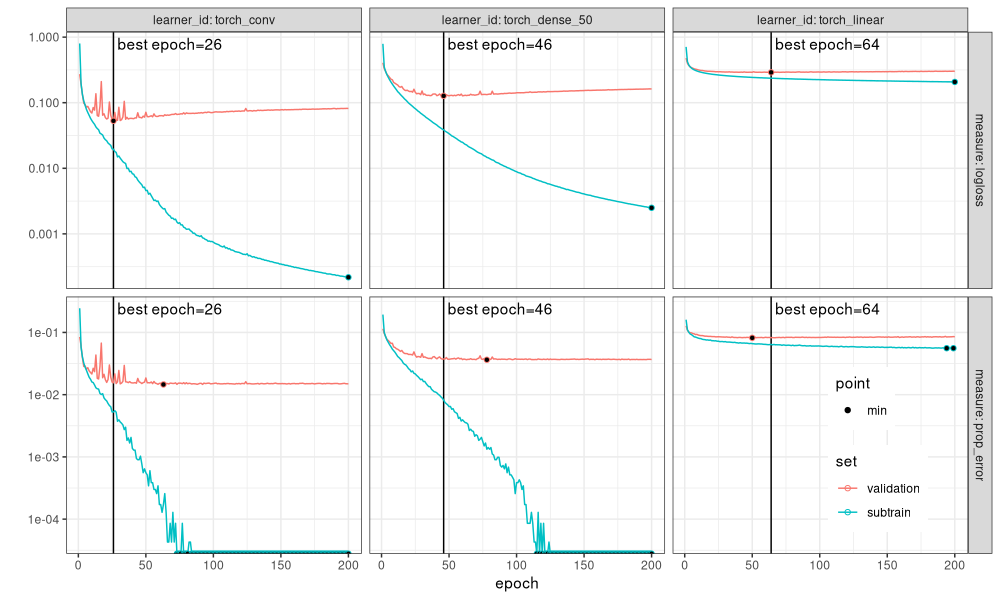 learner_id: torch_conv
learner_id: torch_dense_50
learner_id: torch_linear
1.000
0.100
0.010
0.001
best epoch=26
best epoch=46
best epoch=64
measure: logloss
1e-01
1e-02
1e-03
1e-04
best epoch=26
best epoch=46
best epoch=64
measure: prop_error
point
min
set
validation
subtrain
0 50 100 150 200
0 50 100 150 200
0 50 100 150 200
epoch